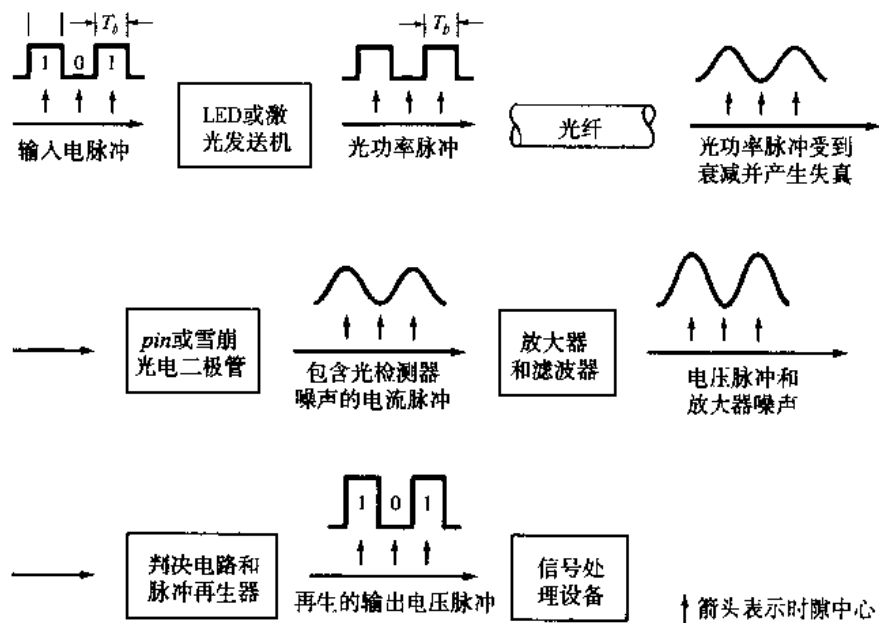 T_b
T_b
1 0 1
LED或激
光发送机
光纤
输入电脉冲
光功率脉冲
光功率脉冲受到
衰减并产生失真
pin或雪崩
光电二极管
包含光检测器
噪声的电流脉冲
放大器
和滤波器
电压脉冲和
放大器噪声
1 0 1
判决电路和
脉冲再生器
再生的输出电压脉冲
信号处
理设备
箭头表示时隙中心